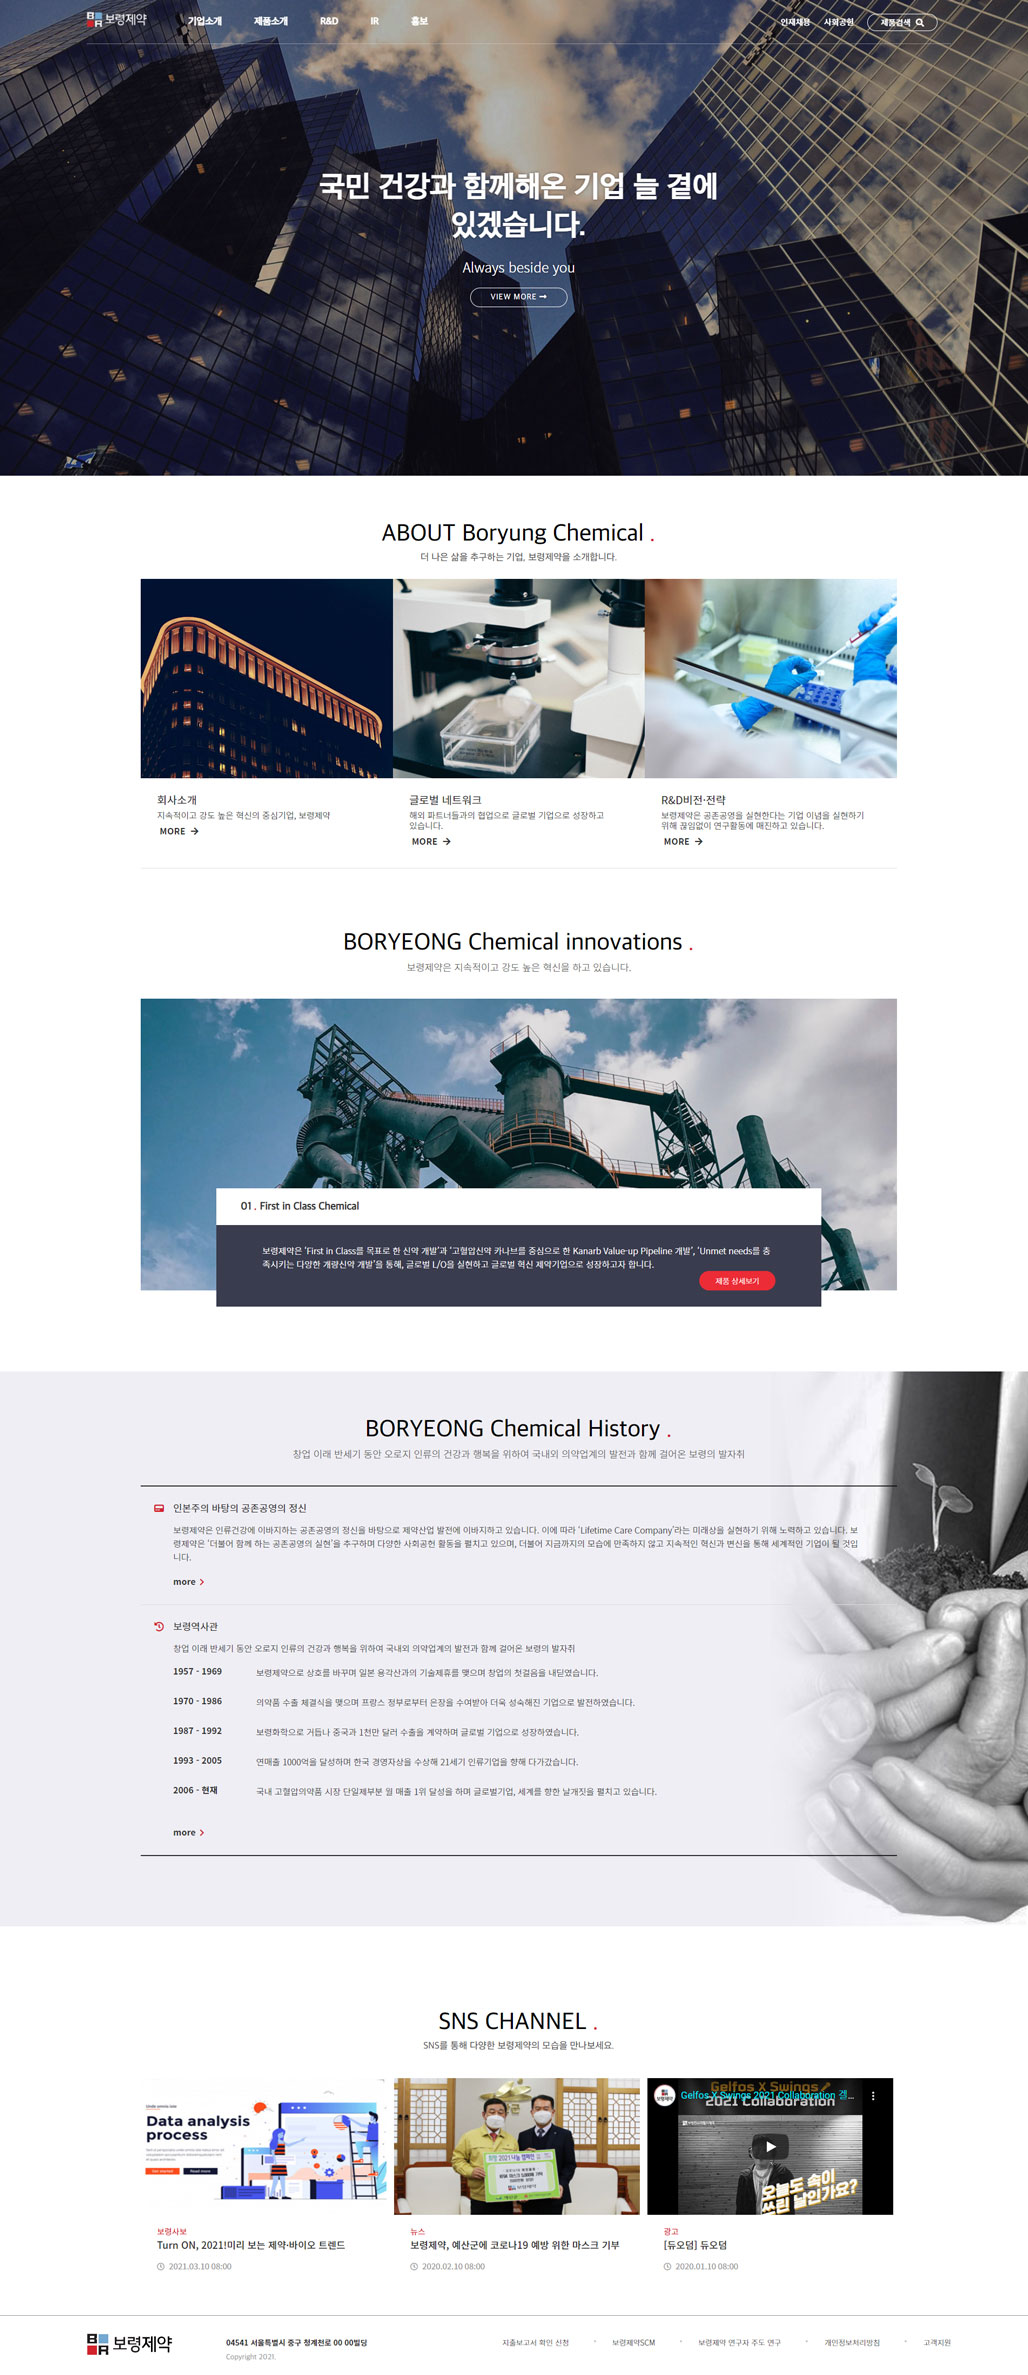 보령제약
기업소개 제품소개 R&D IR 홍보
인재채용 사회공헌 제품검색
국민 건강과 함께해온 기업 늘 곁에
있겠습니다.
Always beside you
VIEW MORE
ABOUT Boryung Chemical .
더 나은 삶을 추구하는 기업, 보령제약을 소개합니다.
회사소개
지속적이고 강도 높은 혁신의 중심기업, 보령제약
MORE
글로벌 네트워크
해외 파트너들과의 협업으로 글로벌 기업으로 성장하고
있습니다.
MORE
R&D비전·전략
보령제약은 공존공영을 실현한다는 기업 이념을 실현하기
위해 끊임없이 연구활동에 매진하고 있습니다.
MORE
BORYEONG Chemical innovations .
보령제약은 지속적이고 강도 높은 혁신을 하고 있습니다.
01 . First in Class Chemical
보령제약은 'First in Class를 목표로 한 신약 개발'과 '고혈압신약 카나브를 중심으로 한 Kanarb Value-up Pipeline 개발', 'Unmet needs를 충
족시키는 다양한 개량신약 개발'을 통해, 글로벌 L/O을 실현하고 글로벌 혁신 제약기업으로 성장하고자 합니다.
제품 상세보기
BORYEONG Chemical History .
창업 이래 반세기 동안 오로지 인류의 건강과 행복을 위하여 국내외 의약업계의 발전과 함께 걸어온 보령의 발자취
인본주의 바탕의 공존공영의 정신
보령제약은 인류건강에 이바지하는 공존공영의 정신을 바탕으로 제약산업 발전에 이바지하고 있습니다. 이에 따라 'Lifetime Care Company'라는 미래상을 실현하기 위해 노력하고 있습니다. 보
령제약은 '더불어 함께 하는 공존공영의 실현'을 추구하며 다양한 사회공헌 활동을 펼치고 있으며, 더불어 지금까지의 모습에 만족하지 않고 지속적인 혁신과 변신을 통해 세계적인 기업이 될 것입
니다.
more
보령역사관
창업 이래 반세기 동안 오로지 인류의 건강과 행복을 위하여 국내외 의약업계의 발전과 함께 걸어온 보령의 발자취
1957 - 1969 보령제약으로 상호를 바꾸며 일본 용각산과의 기술제휴를 맺으며 창업의 첫걸음을 내딛였습니다.
1970 - 1986 의약품 수출 체결식을 맺으며 프랑스 정부로부터 은장을 수여받아 더욱 성숙해진 기업으로 발전하였습니다.
1987 - 1992 보령화학으로 거듭나 중국과 1천만 달러 수출을 계약하며 글로벌 기업으로 성장하였습니다.
1993 - 2005 연매출 1000억을 달성하며 한국 경영자상을 수상해 21세기 인류기업을 향해 다가갔습니다.
2006 - 현재 국내 고혈압의약품 시장 단일제부분 월 매출 1위 달성을 하며 글로벌기업, 세계를 향한 날개짓을 펼치고 있습니다.
more
SNS CHANNEL .
SNS를 통해 다양한 보령제약의 모습을 만나보세요.
Data analysis
process
Read more
보령제약
Gelfos X Swings 2021 Collaboration 겔...
Gelfos X Swings
2021 Collaboration
오늘도 속이
쓰린 날인가요?
보령사보
Turn ON, 2021!미리 보는 제약·바이오 트렌드
2021.03.10 08:00
뉴스
보령제약, 예산군에 코로나19 예방 위한 마스크 기부
2020.02.10 08:00
광고
[듀오덤] 듀오덤
2020.01.10 08:00
보령제약
04541 서울특별시 중구 청계천로 00 00빌딩
Copyright 2021.
지출보고서 확인 신청 보령제약SCM 보령제약 연구자 주도 연구 개인정보처리방침 고객지원